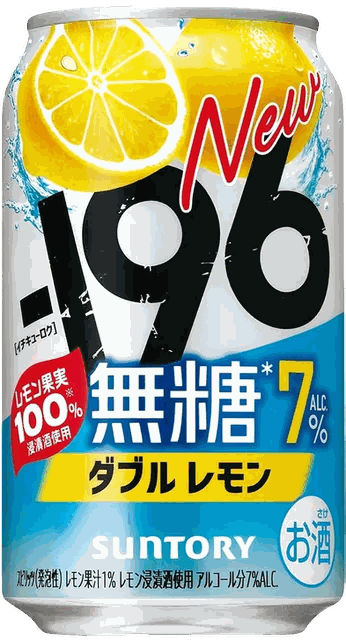 New
-196
[イチ・キュー・ロク]
レモン果実
100%※
浸漬酒使用
無糖*
7%
ALC.
ダブルレモン
SUNTORY
さけ
お酒
スピリッツ(発泡性) レモン果汁1% レモン浸漬酒使用 アルコール分7%ALC.